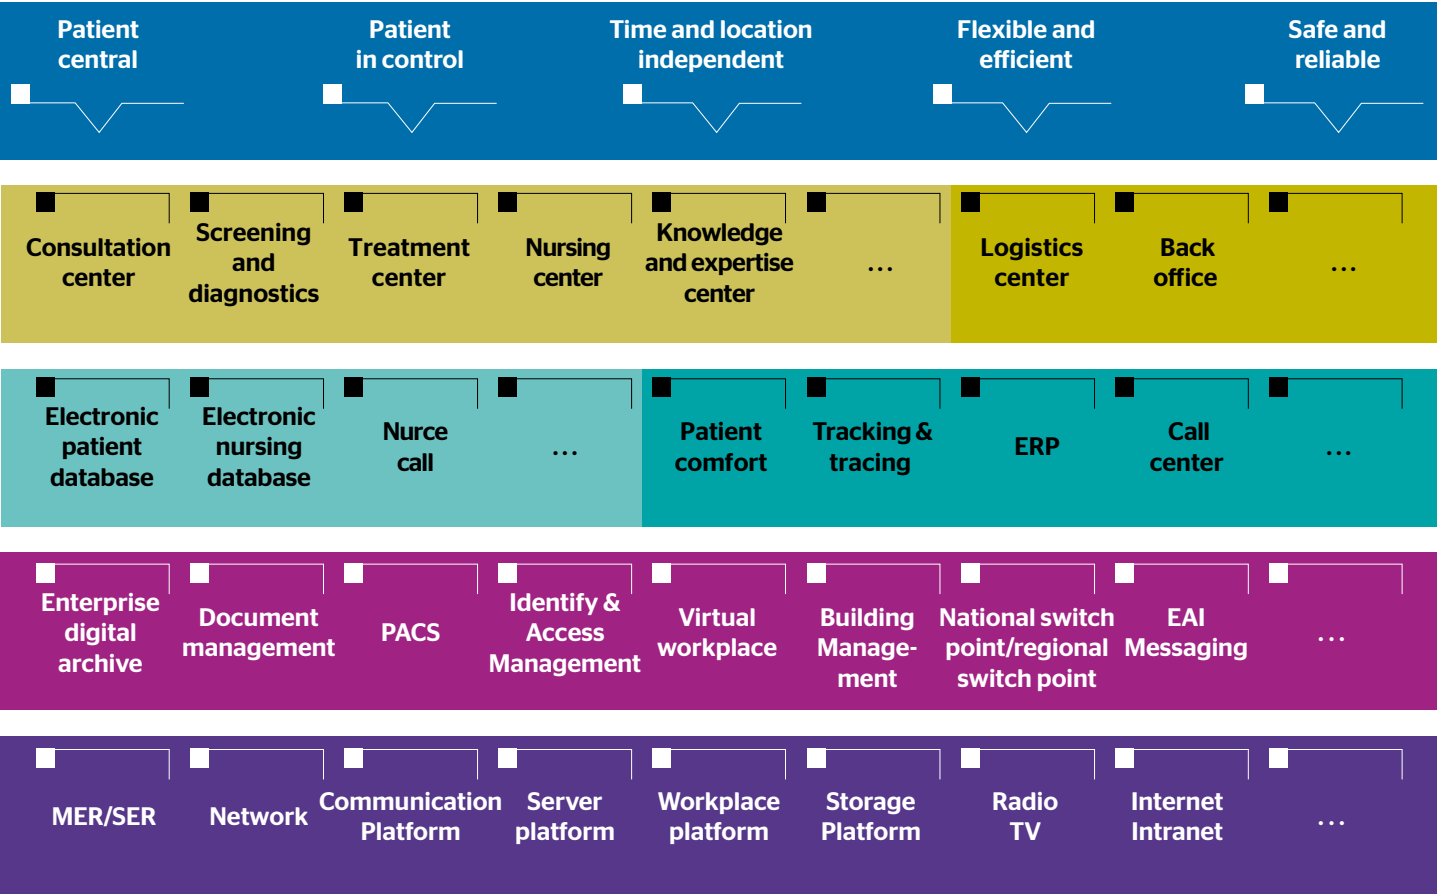 Patient
central
Patient
in control
Time and location
independent
Flexible and
efficient
Safe and
reliable
Consultation
center
Screening
and
diagnostics
Treatment
center
Nursing
center
Knowledge
and expertise
center
...
Logistics
center
Back
office
...
Electronic
patient
database
Electronic
nursing
database
Nurce
call
...
Patient
comfort
Tracking &
tracing
ERP
Call
center
...
Enterprise
digital
archive
Document
management
PACS
Identify &
Access
Management
Virtual
workplace
Building
Manage-
ment
National switch
point/regional
switch point
EAI
Messaging
...
MER/SER
Network
Communication
Platform
Server
platform
Workplace
platform
Storage
Platform
Radio
TV
Internet
Intranet
...